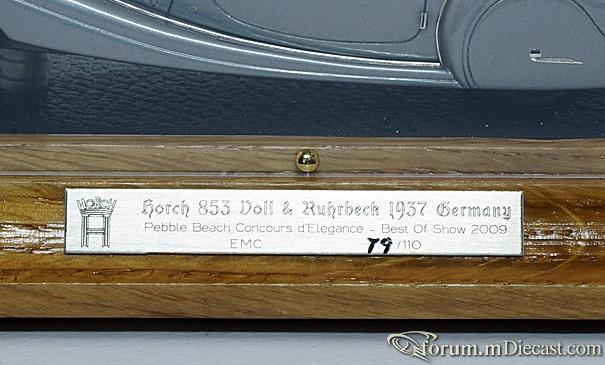 HORCH
Horch 853 Voll & Ruhrbeck 1937 Germany
Pebble Beach Concours d'Elegance - Best Of Show 2009
EMC 79/110
forum.mDiecast.com